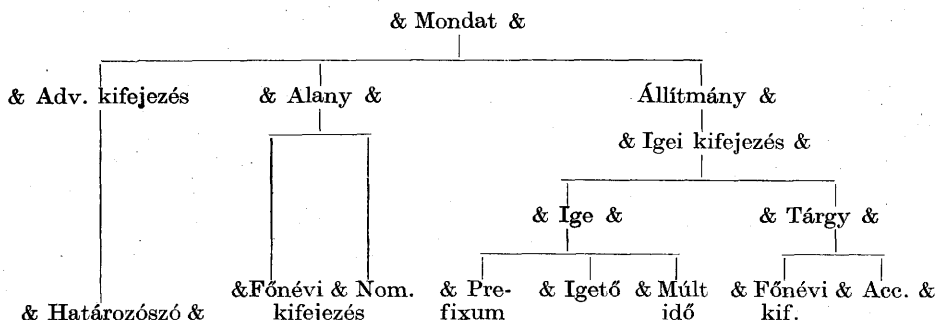 & Mondat &
& Adv. kifejezés & Alany & Állítmány &
& Igei kifejezés &
& Ige & & Tárgy &
&Főnévi & Nom. & Pre- & Igető & Múlt & Főnévi & Acc. &
& Határozószó & kifejezés fixum idő kif.